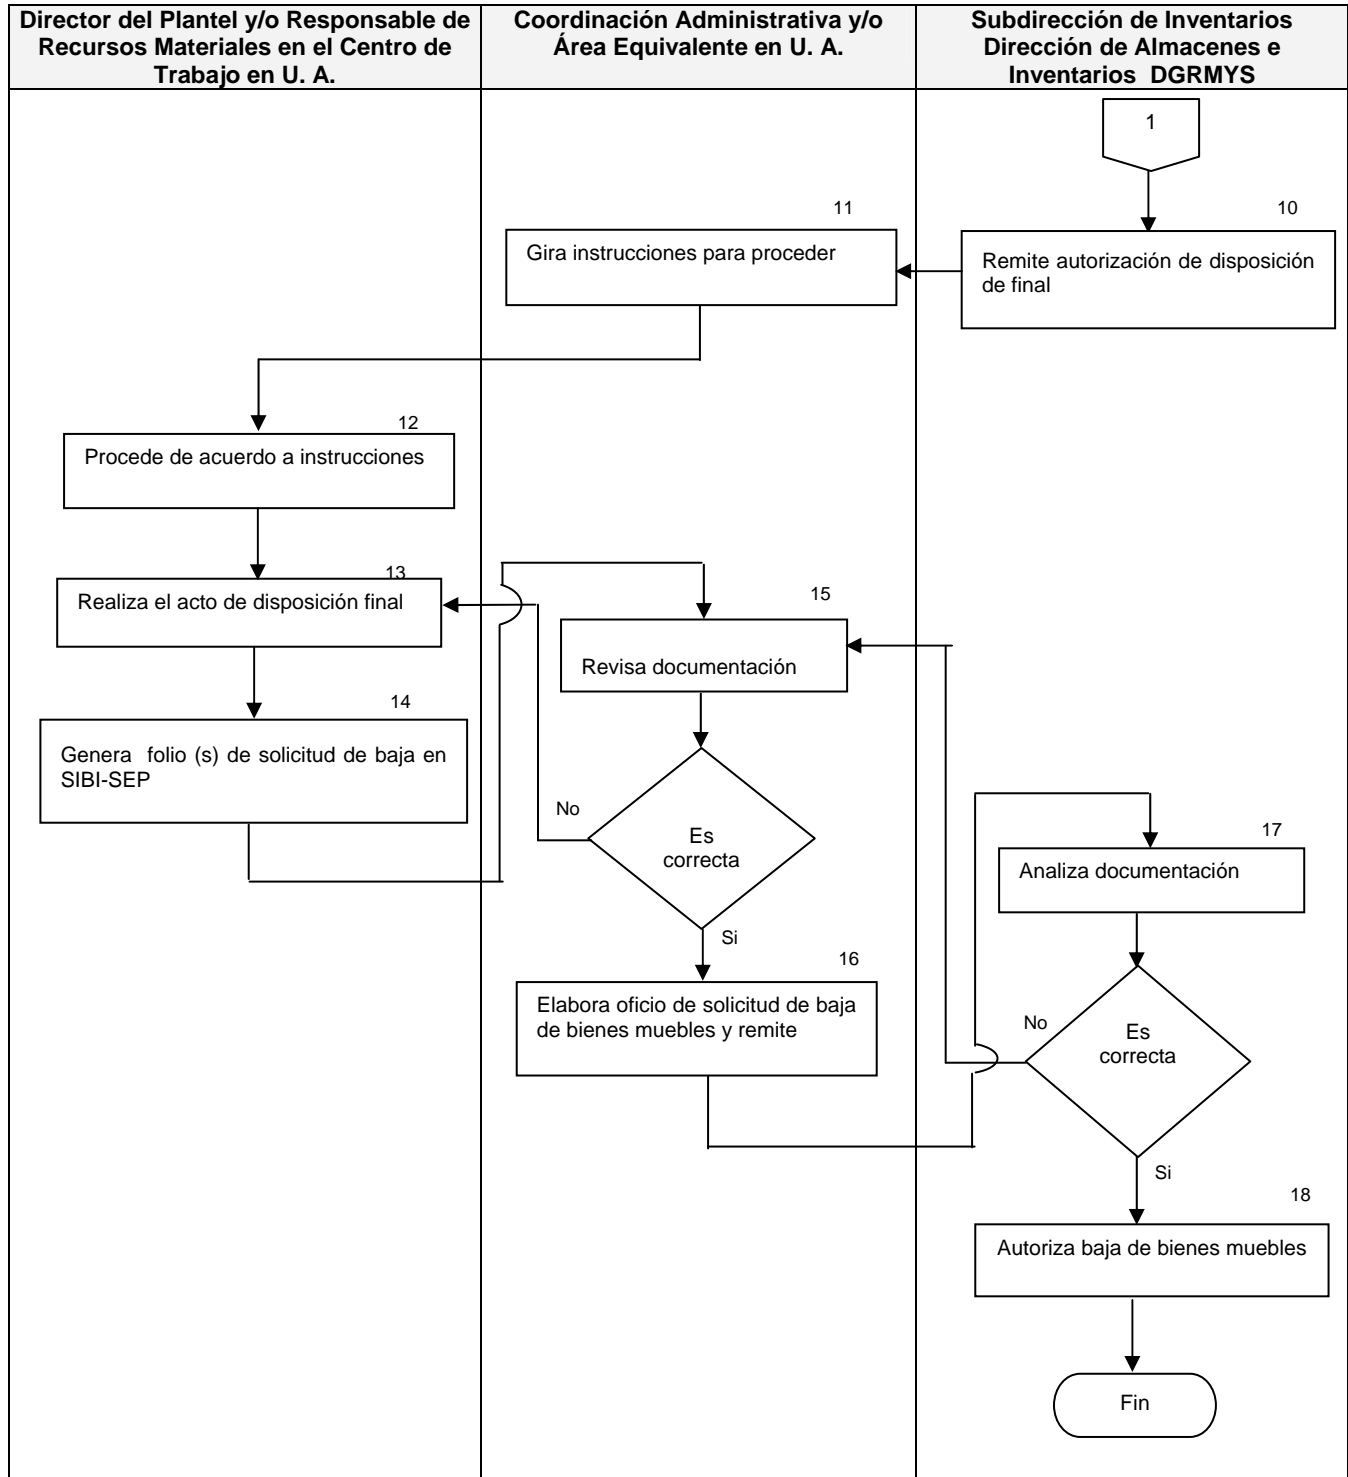 Director del Plantel y/o Responsable de
Recursos Materiales en el Centro de
Trabajo en U. A.
Coordinación Administrativa y/o
Área Equivalente en U. A.
Subdirección de Inventarios
Dirección de Almacenes e
Inventarios DGRMYS
1
10
Remite autorización de disposición
de final
11
Gira instrucciones para proceder
12
Procede de acuerdo a instrucciones
13
Realiza el acto de disposición final
14
Genera folio (s) de solicitud de baja en
SIBI-SEP
15
Revisa documentación
No
Es
correcta
Si
16
Elabora oficio de solicitud de baja
de bienes muebles y remite
17
Analiza documentación
No
Es
correcta
Si
18
Autoriza baja de bienes muebles
Fin